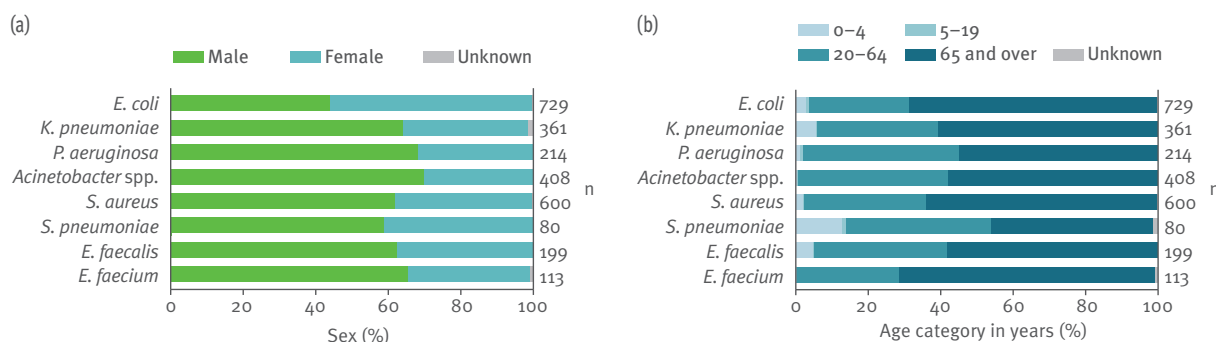 (a)
Male Female Unknown
E. coli 729
K. pneumoniae 361
P. aeruginosa 214
Acinetobacter spp. 408
n
S. aureus 600
S. pneumoniae 80
E. faecalis 199
E. faecium 113
0 20 40 60 80 100
Sex (%)
(b)
0–4 5–19
20–64 65 and over Unknown
E. coli 729
K. pneumoniae 361
P. aeruginosa 214
Acinetobacter spp. 408
n
S. aureus 600
S. pneumoniae 80
E. faecalis 199
E. faecium 113
0 20 40 60 80 100
Age category in years (%)